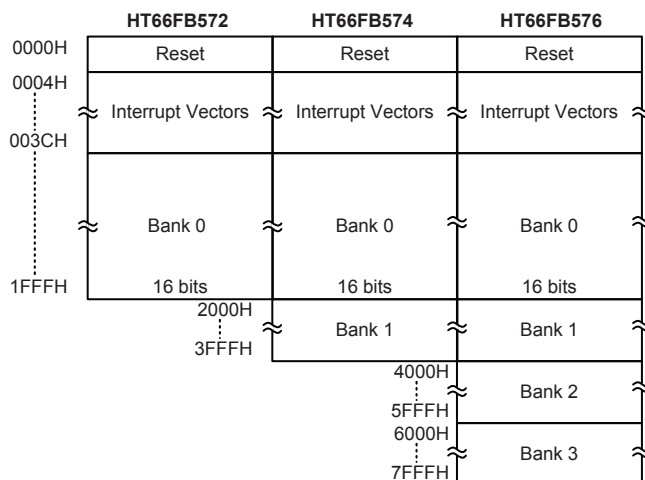 HT66FB572 HT66FB574 HT66FB576
0000H Reset Reset Reset
0004H
Interrupt Vectors Interrupt Vectors Interrupt Vectors
003CH
Bank 0 Bank 0 Bank 0
1FFFH 16 bits 16 bits 16 bits
2000H
Bank 1 Bank 1
3FFFH
4000H
Bank 2
5FFFH
6000H
Bank 3
7FFFH